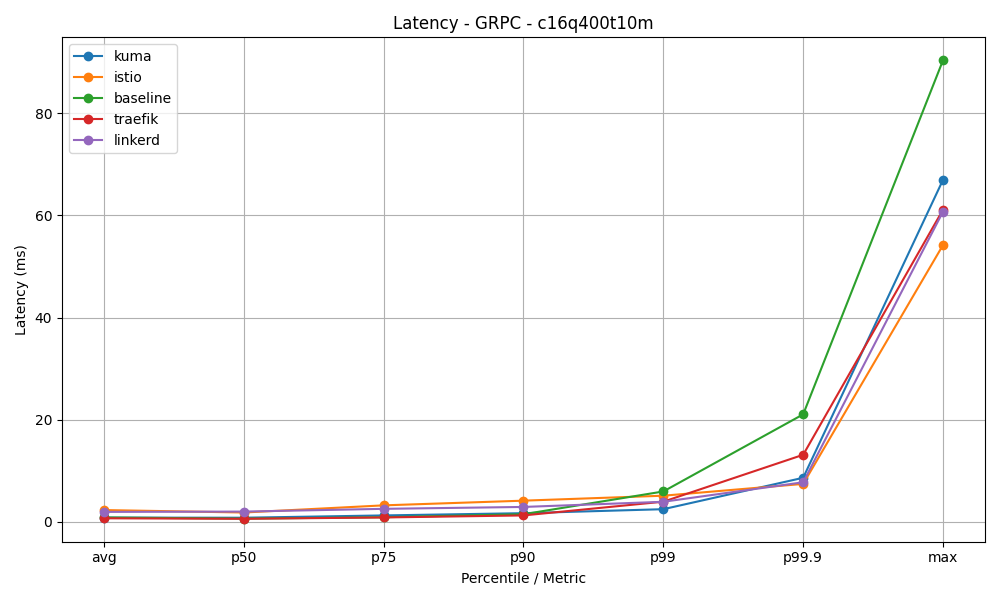 Latency - GRPC - c16q400t10m
kuma
istio
baseline
traefik
linkerd
Latency (ms)
80
60
40
20
0
avg p50 p75 p90 p99 p99.9 max
Percentile / Metric